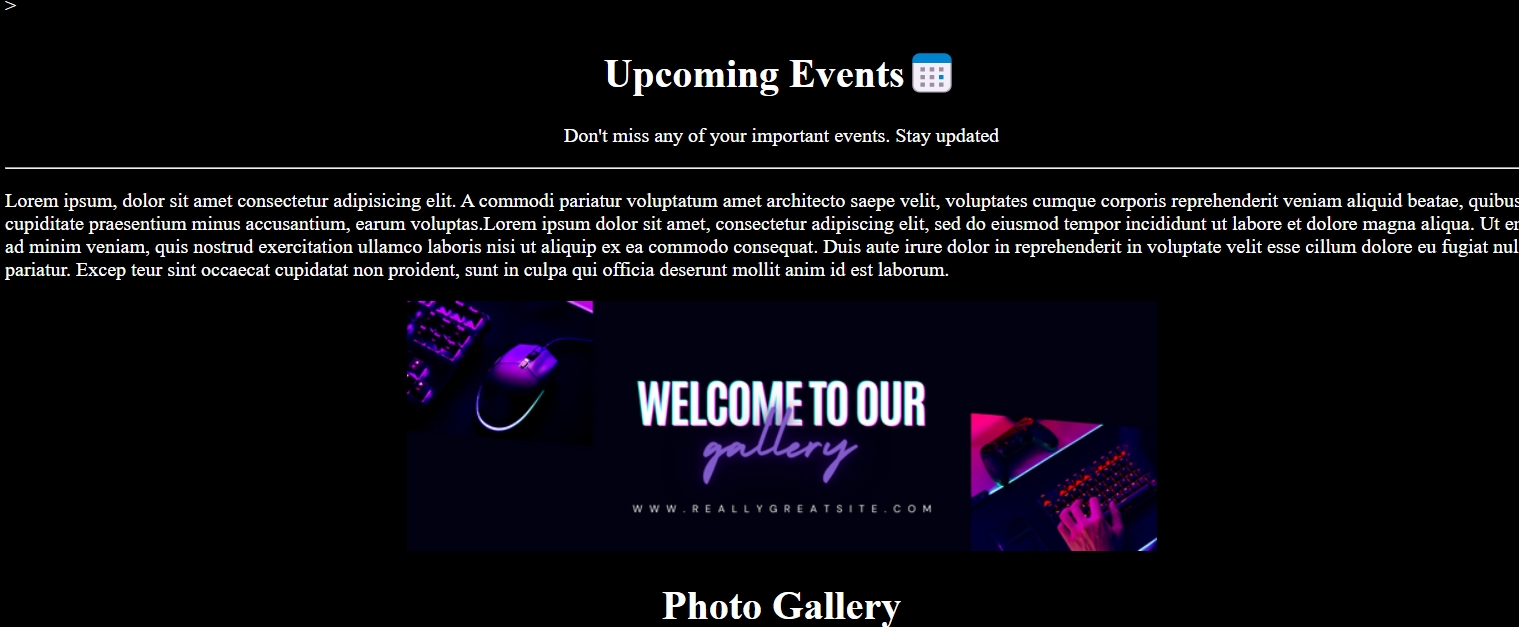 >
Upcoming Events
Don't miss any of your important events. Stay updated
Lorem ipsum, dolor sit amet consectetur adipisicing elit. A commodi pariatur voluptatum amet architecto saepe velit, voluptates cumque corporis reprehenderit veniam aliquid beatae, quibus
cupiditate praesentium minus accusantium, earum voluptas.Lorem ipsum dolor sit amet, consectetur adipiscing elit, sed do eiusmod tempor incididunt ut labore et dolore magna aliqua. Ut
ad minim veniam, quis nostrud exercitation ullamco laboris nisi ut aliquip ex ea commodo consequat. Duis aute irure dolor in reprehenderit in voluptate velit esse cillum dolore eu fugiat
pariatur. Excep teur sint occaecat cupidatat non proident, sunt in culpa qui officia deserunt mollit anim id est laborum.
WELCOME TO OUR
gallery
WWW.REALLYGREATSITE.COM
Photo Gallery